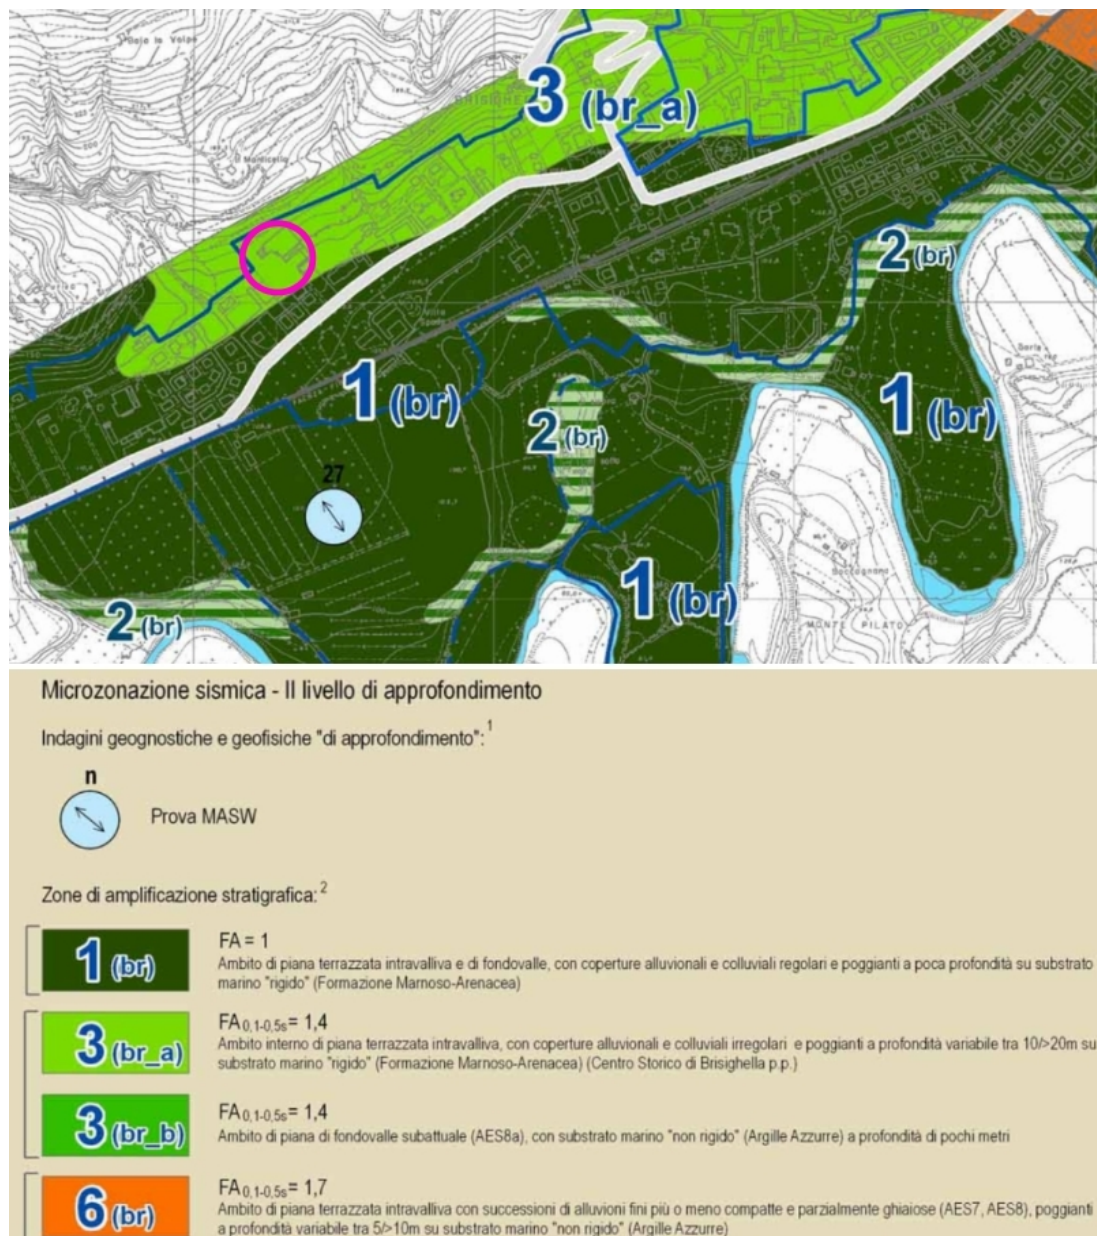 3 (br_a)
2 (br)
1 (br)
1 (br)
2 (br)
27
1 (br)
2 (br)
MONTE PILATO
Microzonazione sismica - II livello di approfondimento
Indagini geognostiche e geofisiche "di approfondimento": 1
n
Prova MASW
Zone di amplificazione stratigrafica: 2
1 (br)
FA = 1
Ambito di piana terrazzata intravalliva e di fondovalle, con coperture alluvionali e colluviali regolari e poggianti a poca profondità su substrato
marino "rigido" (Formazione Marnoso-Arenacea)
3 (br_a)
FA 0,1-0,5s = 1,4
Ambito interno di piana terrazzata intravalliva, con coperture alluvionali e colluviali irregolari e poggianti a profondità variabile tra 10/>20m su
substrato marino "rigido" (Formazione Marnoso-Arenacea) (Centro Storico di Brisighella p.p.)
3 (br_b)
FA 0,1-0,5s = 1,4
Ambito di piana di fondovalle subattuale (AES8a), con substrato marino "non rigido" (Argille Azzurre) a profondità di pochi metri
6 (br)
FA 0,1-0,5s = 1,7
Ambito di piana terrazzata intravalliva con successioni di alluvioni fini più o meno compatte e parzialmente ghiaiose (AES7, AES8), poggianti
a profondità variabile tra 5/>10m su substrato marino "non rigido" (Argille Azzurre)